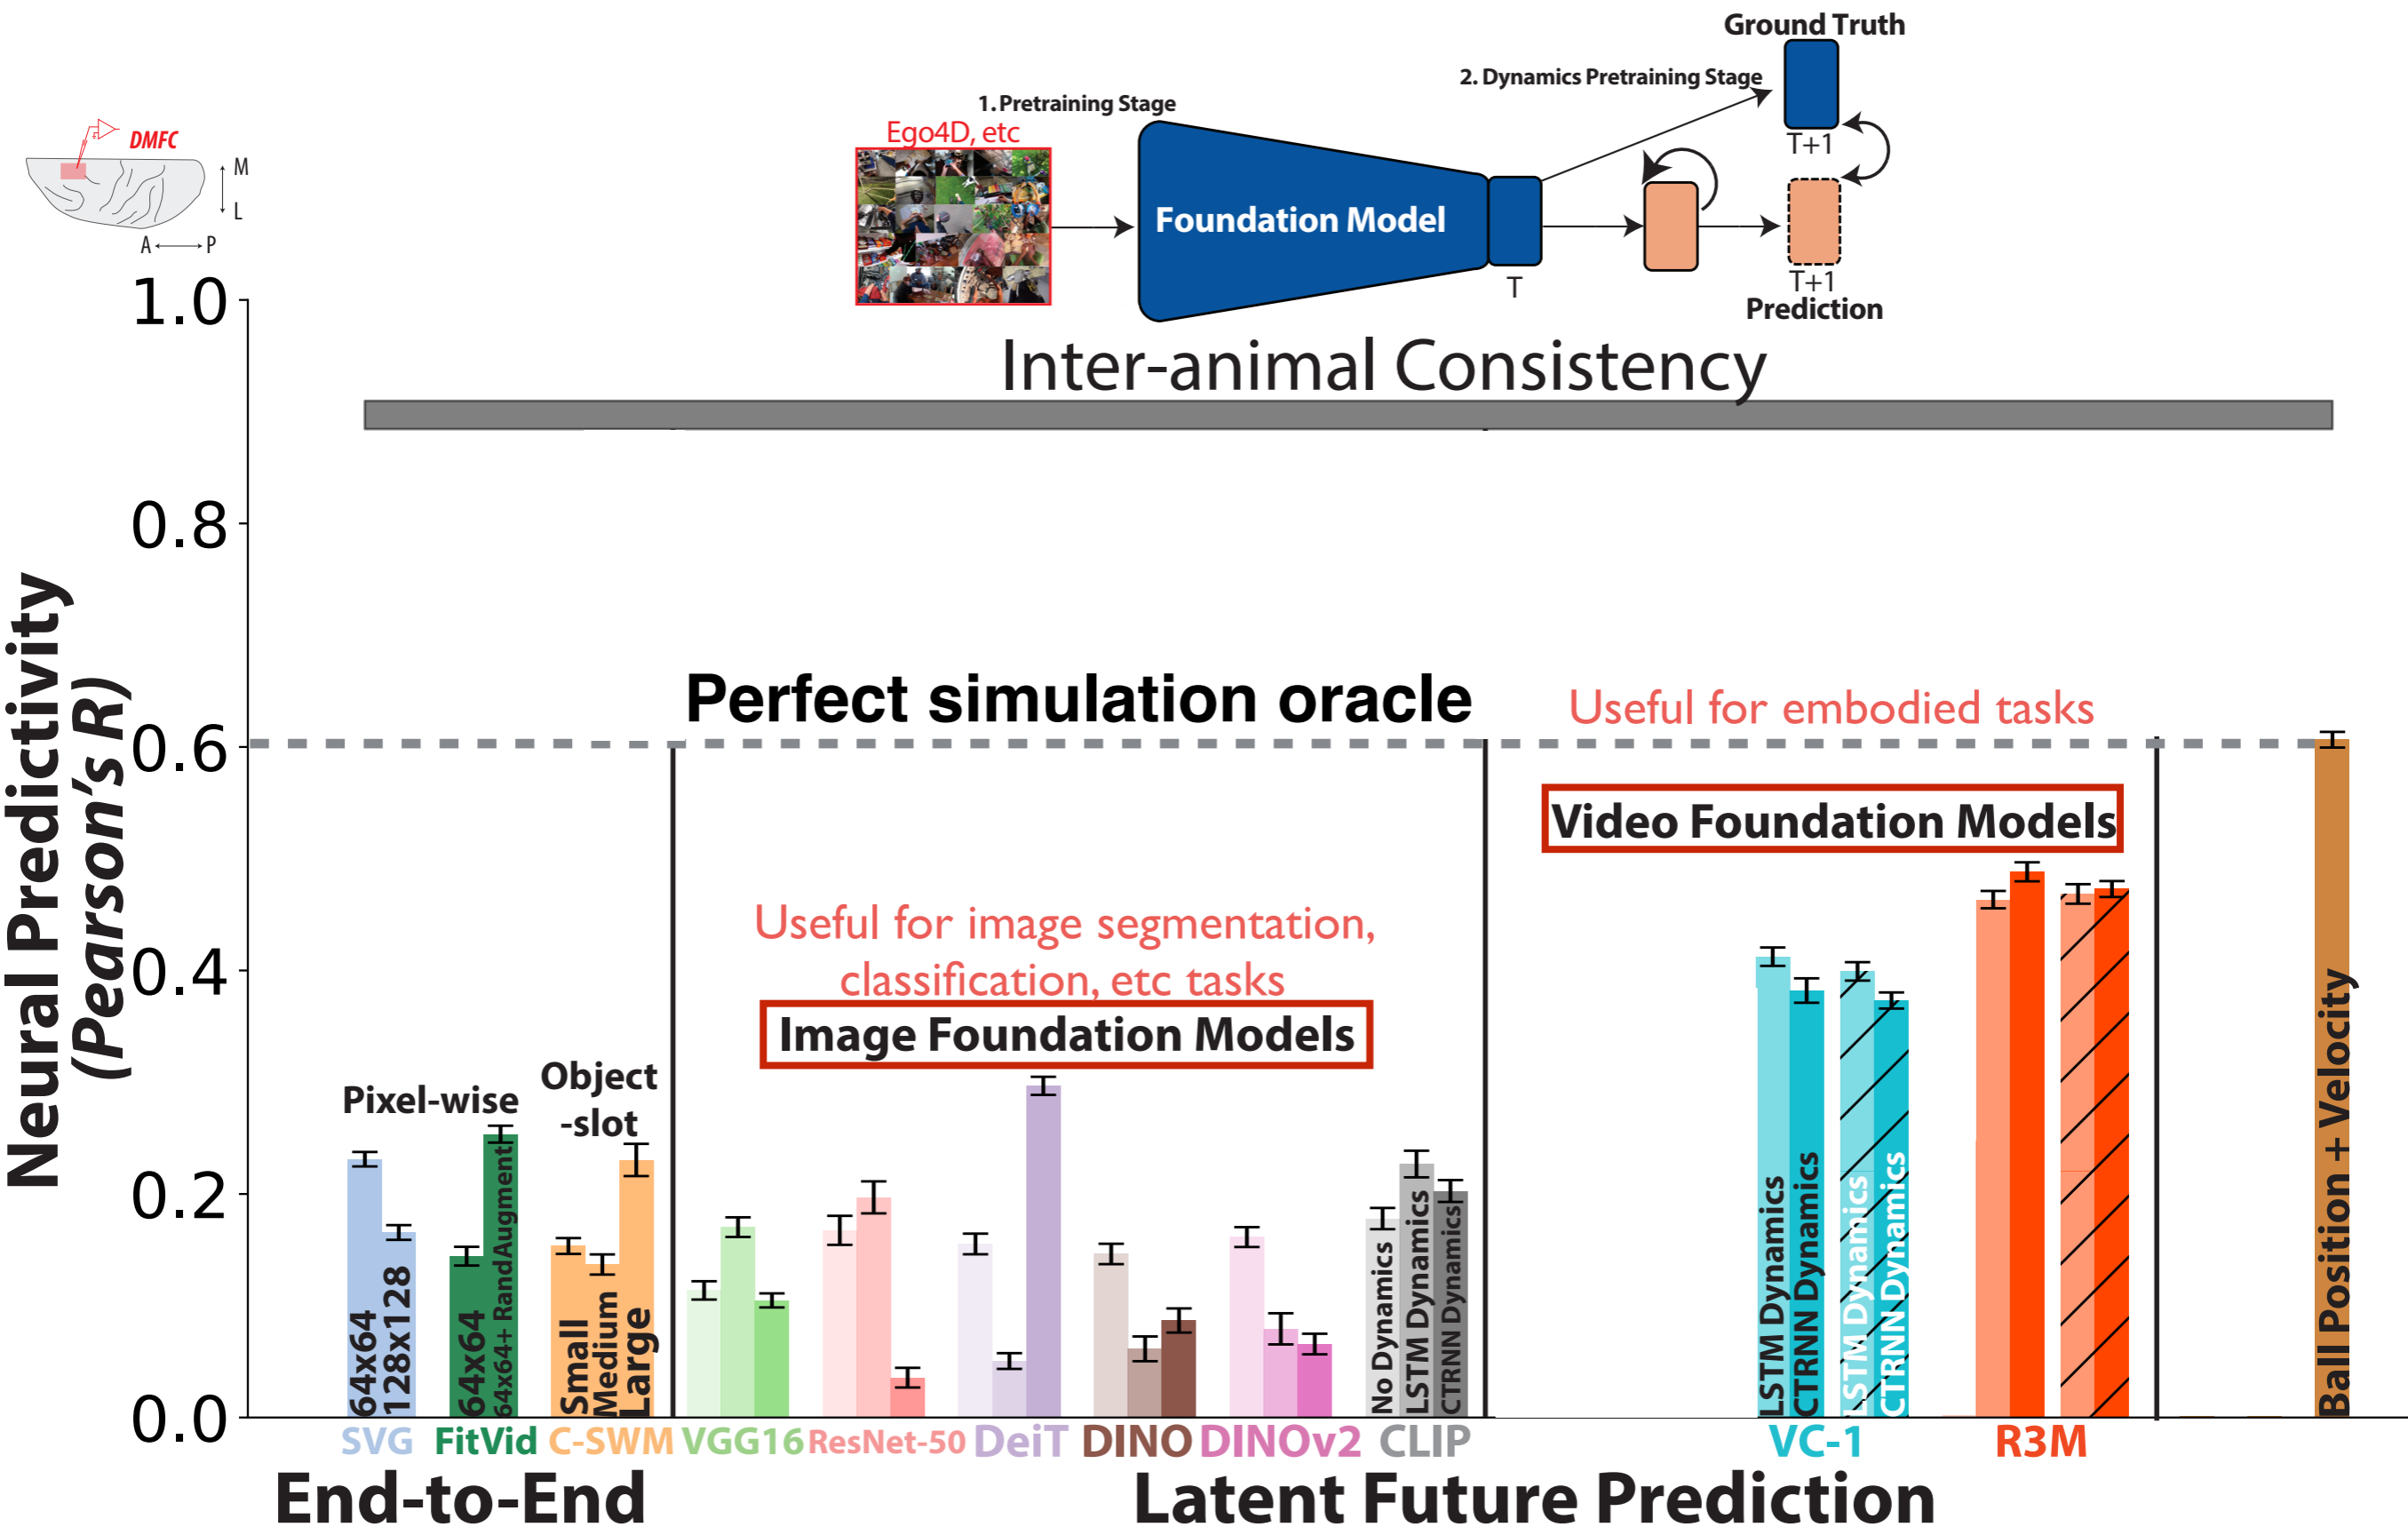 Ground Truth
2. Dynamics Pretraining Stage
1. Pretraining Stage
Ego4D, etc
DMFC
M
L
A
P
Foundation Model
T
T+1
T+1
Prediction
Inter-animal Consistency
Neural Predictivity
(Pearson's R)
1.0
0.8
0.6
0.4
0.2
0.0
Perfect simulation oracle
Useful for embodied tasks
Video Foundation Models
Useful for image segmentation,
classification, etc tasks
Image Foundation Models
Pixel-wise
Object
-slot
64x64
128x128
64x64
64x64+ RandAugment
Small
Medium
Large
No Dynamics
LSTM Dynamics
CTRNN Dynamics
LSTM Dynamics
CTRNN Dynamics
LSTM Dynamics
CTRNN Dynamics
Ball Position + Velocity
SVG
FitVid
C-SWM
VGG16
ResNet-50
DeiT
DINO
DINOv2
CLIP
VC-1
R3M
End-to-End
Latent Future Prediction